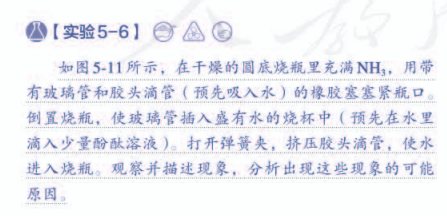 【实验5-6】
如图5-11所示，在干燥的圆底烧瓶里充满NH₃，用带
有玻璃管和胶头滴管（预先吸入水）的橡胶塞塞紧瓶口。
倒置烧瓶，使玻璃管插入盛有水的烧杯中（预先在水里
滴入少量酚酞溶液）。打开弹簧夹，挤压胶头滴管，使水
进入烧瓶。观察并描述现象，分析出现这些现象的可能
原因。